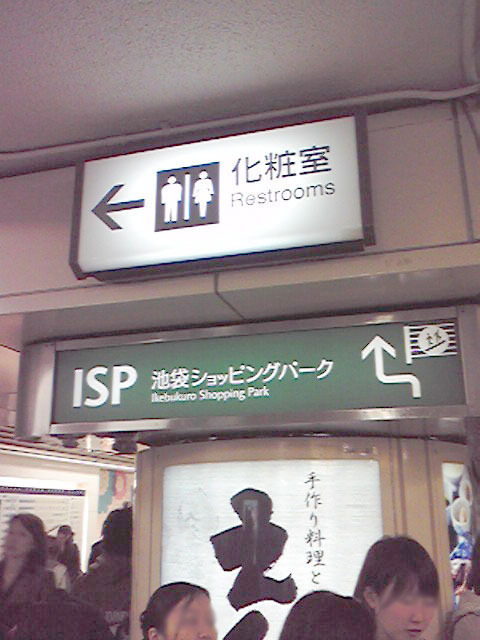 化粧室
Restrooms
ISP 池袋ショッピングパーク
Ikebukuro Shopping Park
手作り料理と